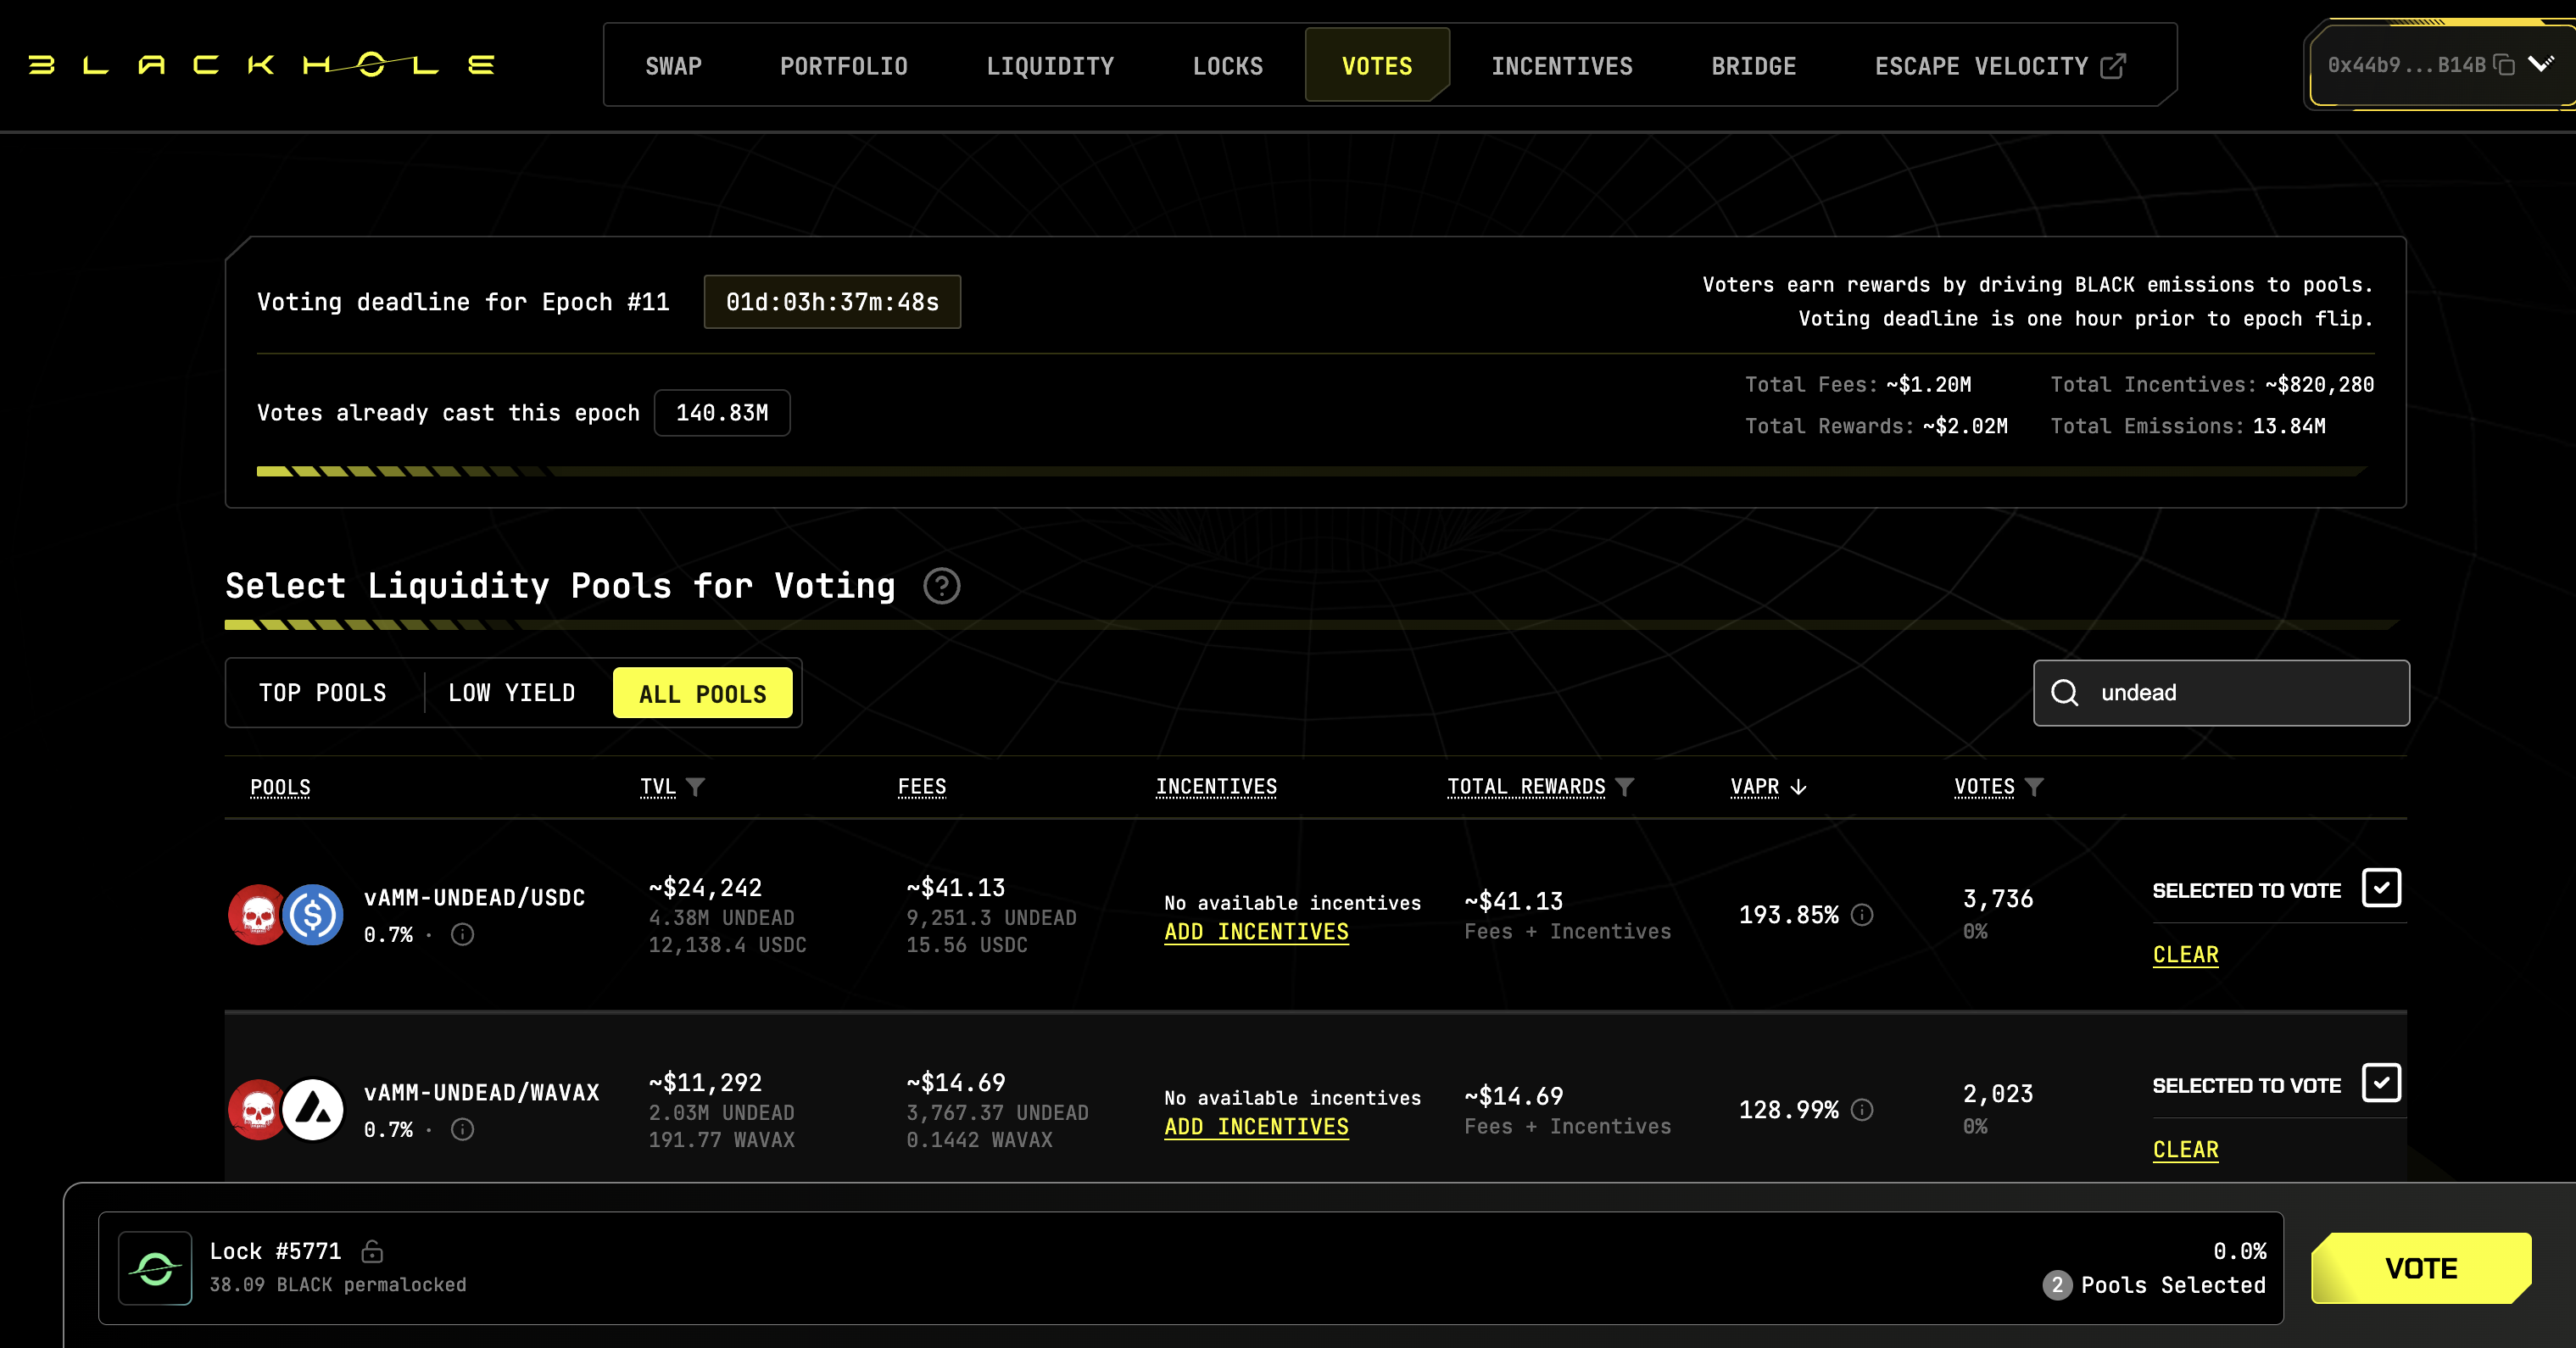 BLACKHOLE
SWAP PORTFOLIO LIQUIDITY LOCKS VOTES INCENTIVES BRIDGE ESCAPE VELOCITY
0x44b9...B14B
Voting deadline for Epoch #11 01d:03h:37m:48s
Voters earn rewards by driving BLACK emissions to pools.
Voting deadline is one hour prior to epoch flip.
Votes already cast this epoch 140.83M
Total Fees: ~$1.20M Total Incentives: ~$820,280
Total Rewards: ~$2.02M Total Emissions: 13.84M
Select Liquidity Pools for Voting ?
TOP POOLS LOW YIELD ALL POOLS
undead
POOLS TVL FEES INCENTIVES TOTAL REWARDS VAPR VOTES
vAMM-UNDEAD/USDC
0.7% ·
~$24,242
4.38M UNDEAD
12,138.4 USDC
~$41.13
9,251.3 UNDEAD
15.56 USDC
No available incentives
ADD INCENTIVES
~$41.13
Fees + Incentives
193.85%
3,736
0%
SELECTED TO VOTE
CLEAR
vAMM-UNDEAD/WAVAX
0.7% ·
~$11,292
2.03M UNDEAD
191.77 WAVAX
~$14.69
3,767.37 UNDEAD
0.1442 WAVAX
No available incentives
ADD INCENTIVES
~$14.69
Fees + Incentives
128.99%
2,023
0%
SELECTED TO VOTE
CLEAR
Lock #5771
38.09 BLACK permalocked
0.0%
2 Pools Selected
VOTE